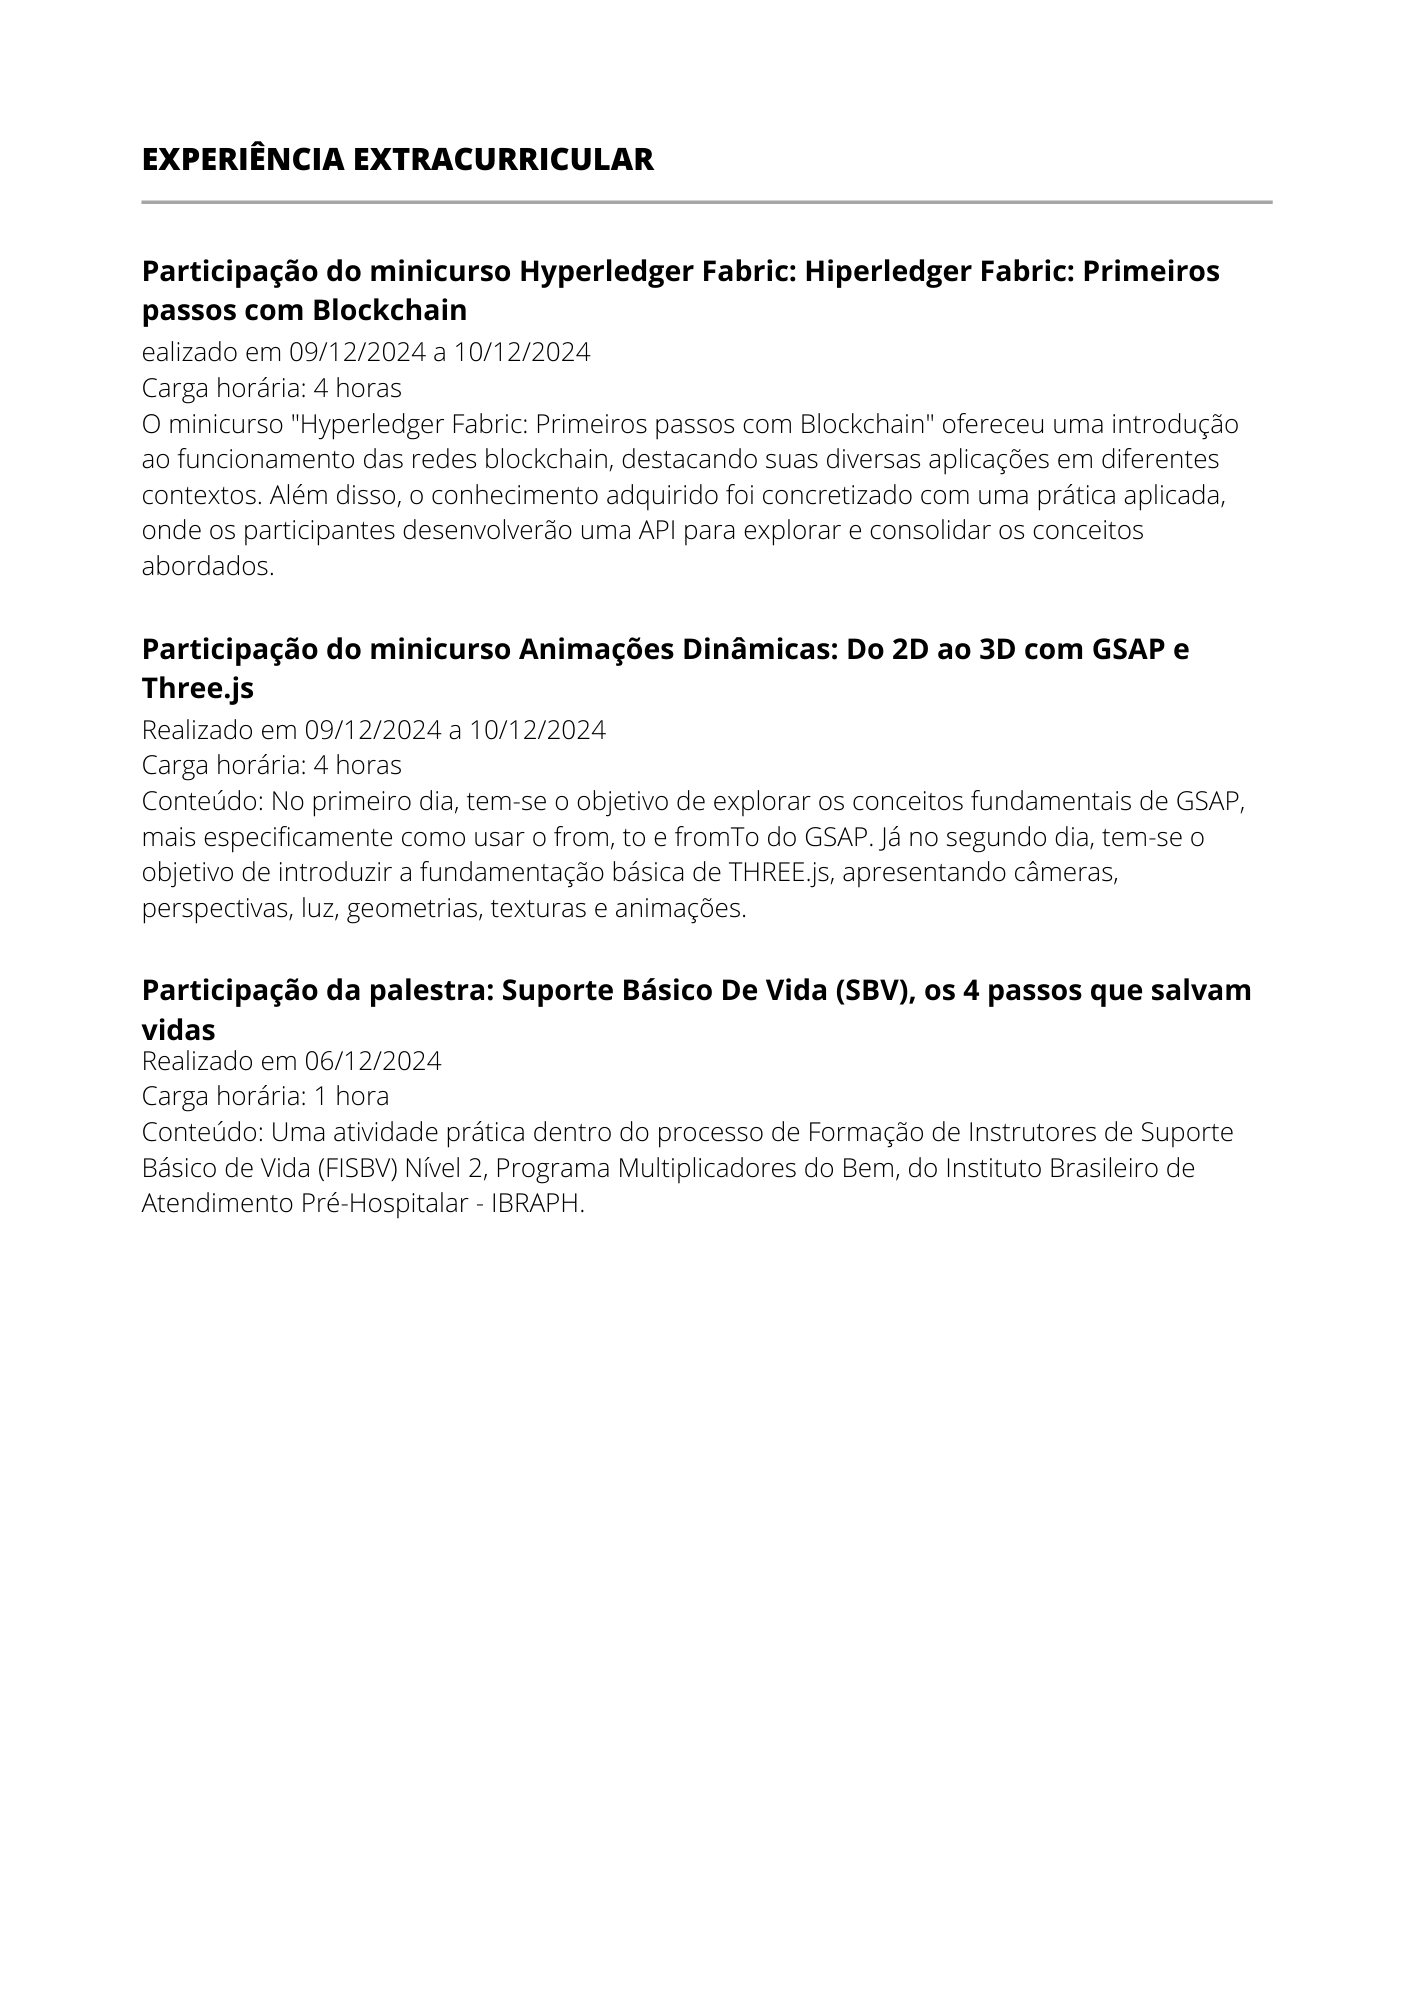 EXPERIÊNCIA EXTRACURRICULAR
Participação do minicurso Hyperledger Fabric: Hiperledger Fabric: Primeiros
passos com Blockchain
ealizado em 09/12/2024 a 10/12/2024
Carga horária: 4 horas
O minicurso "Hyperledger Fabric: Primeiros passos com Blockchain" ofereceu uma introdução
ao funcionamento das redes blockchain, destacando suas diversas aplicações em diferentes
contextos. Além disso, o conhecimento adquirido foi concretizado com uma prática aplicada,
onde os participantes desenvolverão uma API para explorar e consolidar os conceitos
abordados.
Participação do minicurso Animações Dinâmicas: Do 2D ao 3D com GSAP e
Three.js
Realizado em 09/12/2024 a 10/12/2024
Carga horária: 4 horas
Conteúdo: No primeiro dia, tem-se o objetivo de explorar os conceitos fundamentais de GSAP,
mais especificamente como usar o from, to e fromTo do GSAP. Já no segundo dia, tem-se o
objetivo de introduzir a fundamentação básica de THREE.js, apresentando câmeras,
perspectivas, luz, geometrias, texturas e animações.
Participação da palestra: Suporte Básico De Vida (SBV), os 4 passos que salvam
vidas
Realizado em 06/12/2024
Carga horária: 1 hora
Conteúdo: Uma atividade prática dentro do processo de Formação de Instrutores de Suporte
Básico de Vida (FISBV) Nível 2, Programa Multiplicadores do Bem, do Instituto Brasileiro de
Atendimento Pré-Hospitalar - IBRAPH.